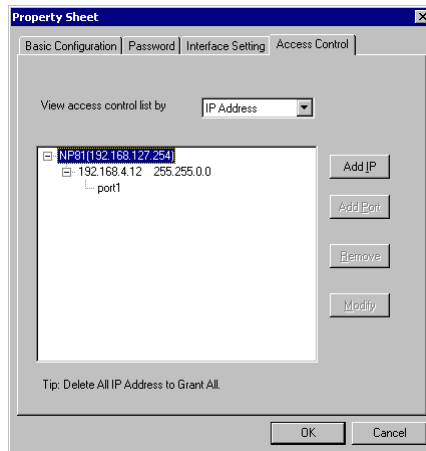 Property Sheet
Basic Configuration Password Interface Setting Access Control
View access control list by IP Address
NP81(192.168.127.254)
192.168.4.12 255.255.0.0
port1
Add IP
Add Port
Remove
Modify
Tip: Delete All IP Address to Grant All.
OK Cancel